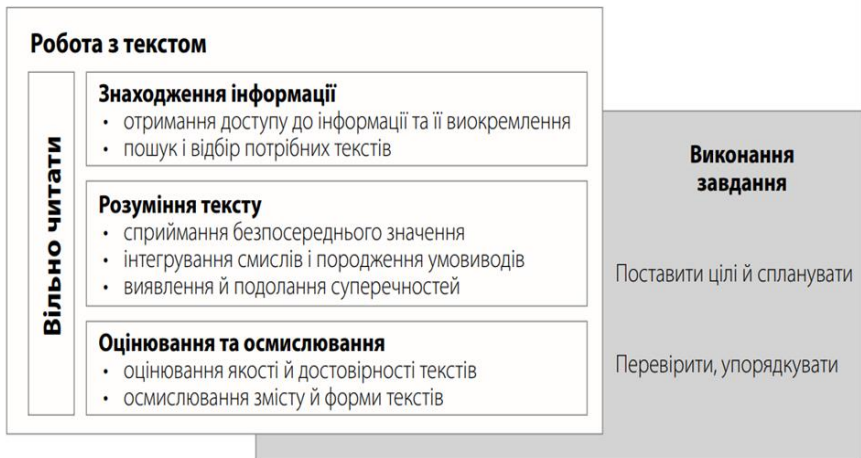 Робота з текстом
Вільно читати
Знаходження інформації
• отримання доступу до інформації та її виокремлення
• пошук і відбір потрібних текстів
Розуміння тексту
• сприймання безпосереднього значення
• інтегрування смислів і породження умовиводів
• виявлення й подолання суперечностей
Оцінювання та осмислювання
• оцінювання якості й достовірності текстів
• осмислювання змісту й форми текстів
Виконання
завдання
Поставити цілі й спланувати
Перевірити, упорядкувати